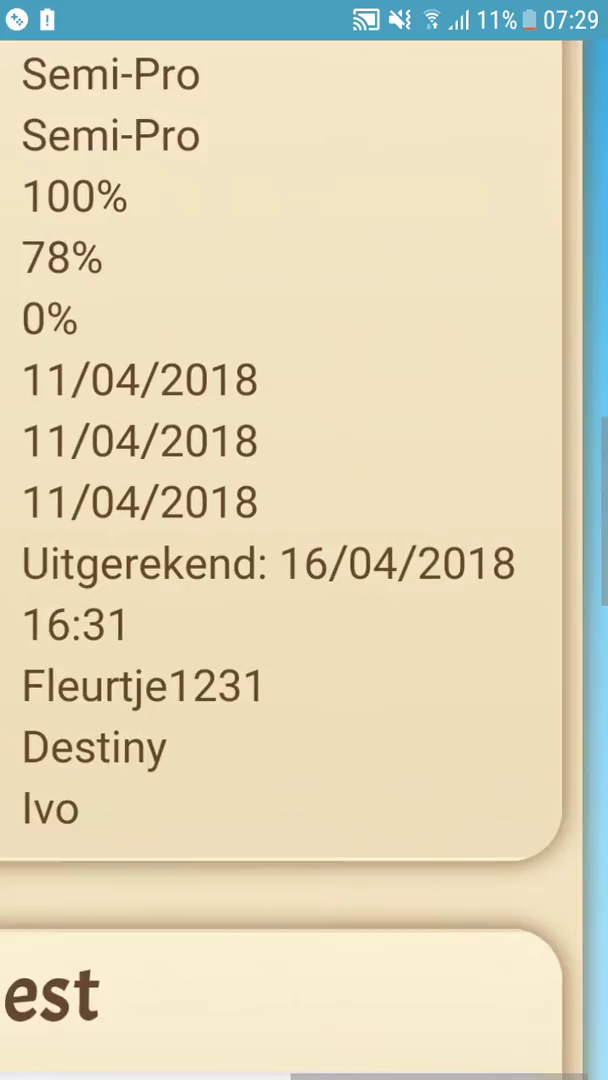 11% 07:29
Semi-Pro
Semi-Pro
100%
78%
0%
11/04/2018
11/04/2018
11/04/2018
Uitgerekend: 16/04/2018
16:31
Fleurtje1231
Destiny
Ivo
est